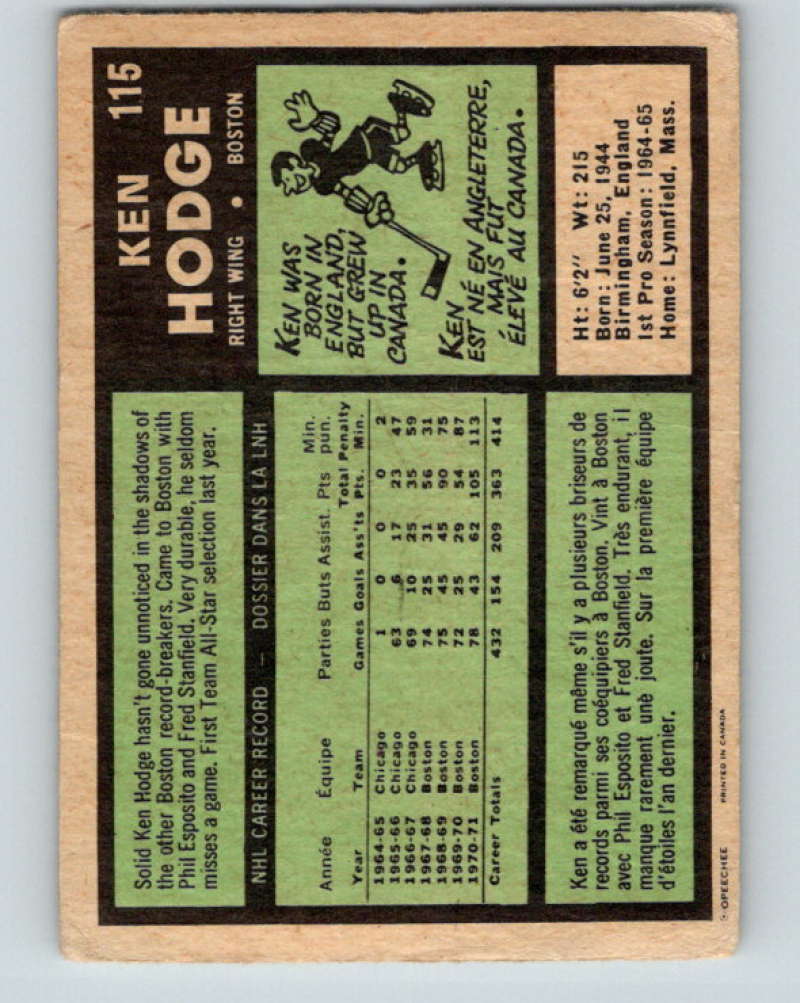 KEN 115
HODGE
RIGHT WING • BOSTON
Solid Ken Hodge hasn't gone unnoticed in the shadows of
the other Boston record-breakers. Came to Boston with
Phil Esposito and Fred Stanfield. Very durable, he seldom
misses a game. First Team All-Star selection last year.
KEN WAS
BORN IN
ENGLAND,
BUT GREW
UP IN
CANADA.
KEN
EST NÉ EN ANGLETERRE,
MAIS FUT
ÉLEVÉ AU CANADA.
NHL CAREER RECORD — DOSSIER DANS LA LNH
Min.
Année Équipe Parties Buts Assist. Pts pun.
Total Penalty
Year Team Games Goals Ass'ts Pts. Min.
1964-65 Chicago 1 0 0 0 2
1965-66 Chicago 63 6 17 23 47
1966-67 Chicago 69 10 25 35 59
1967-68 Boston 74 25 31 56 31
1968-69 Boston 75 45 45 90 75
1969-70 Boston 72 25 29 54 87
1970-71 Boston 78 43 62 105 113
Career Totals 432 154 209 363 414
Ht: 6'2" Wt: 215
Born: June 25, 1944
Birmingham, England
1st Pro Season: 1964-65
Home: Lynnfield, Mass.
Ken a été remarqué même s'il y a plusieurs briseurs de
records parmi ses coéquipiers à Boston. Vint à Boston
avec Phil Esposito et Fred Stanfield. Très endurant, il
manque rarement une joute. Sur la première équipe
d'étoiles l'an dernier.
OPEECHEE PRINTED IN CANADA